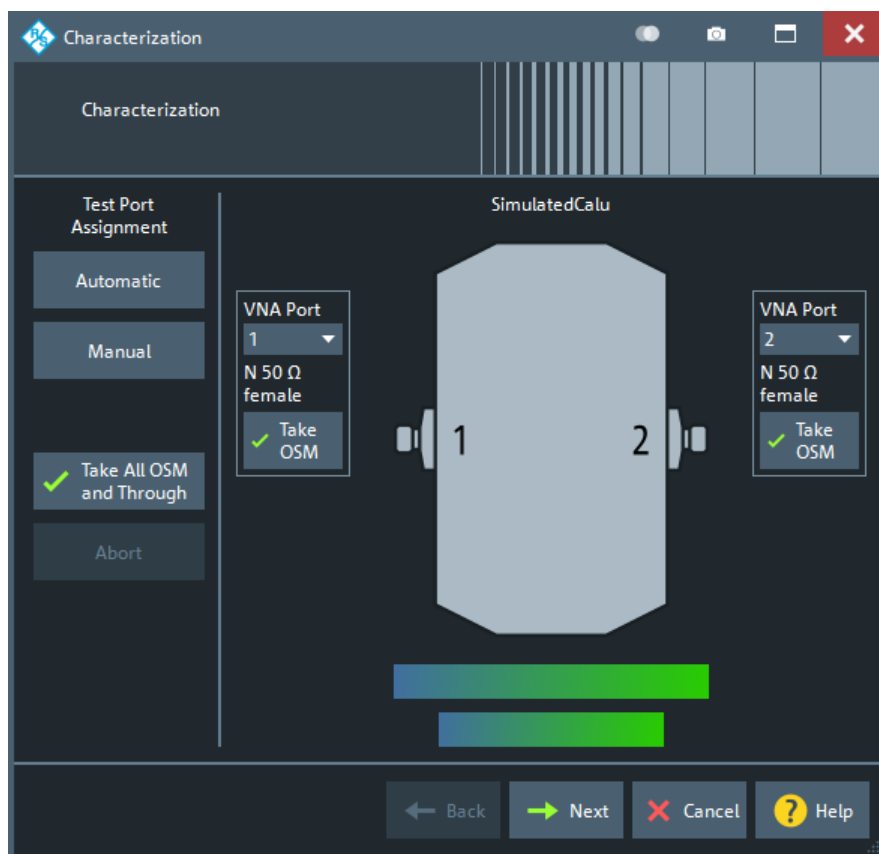 R&S
Characterization
Characterization
Test Port
Assignment
Automatic
Manual
Take All OSM
and Through
Abort
SimulatedCalu
VNA Port
1
N 50 Ω
female
Take
OSM
1
2
VNA Port
2
N 50 Ω
female
Take
OSM
Back
Next
Cancel
? Help